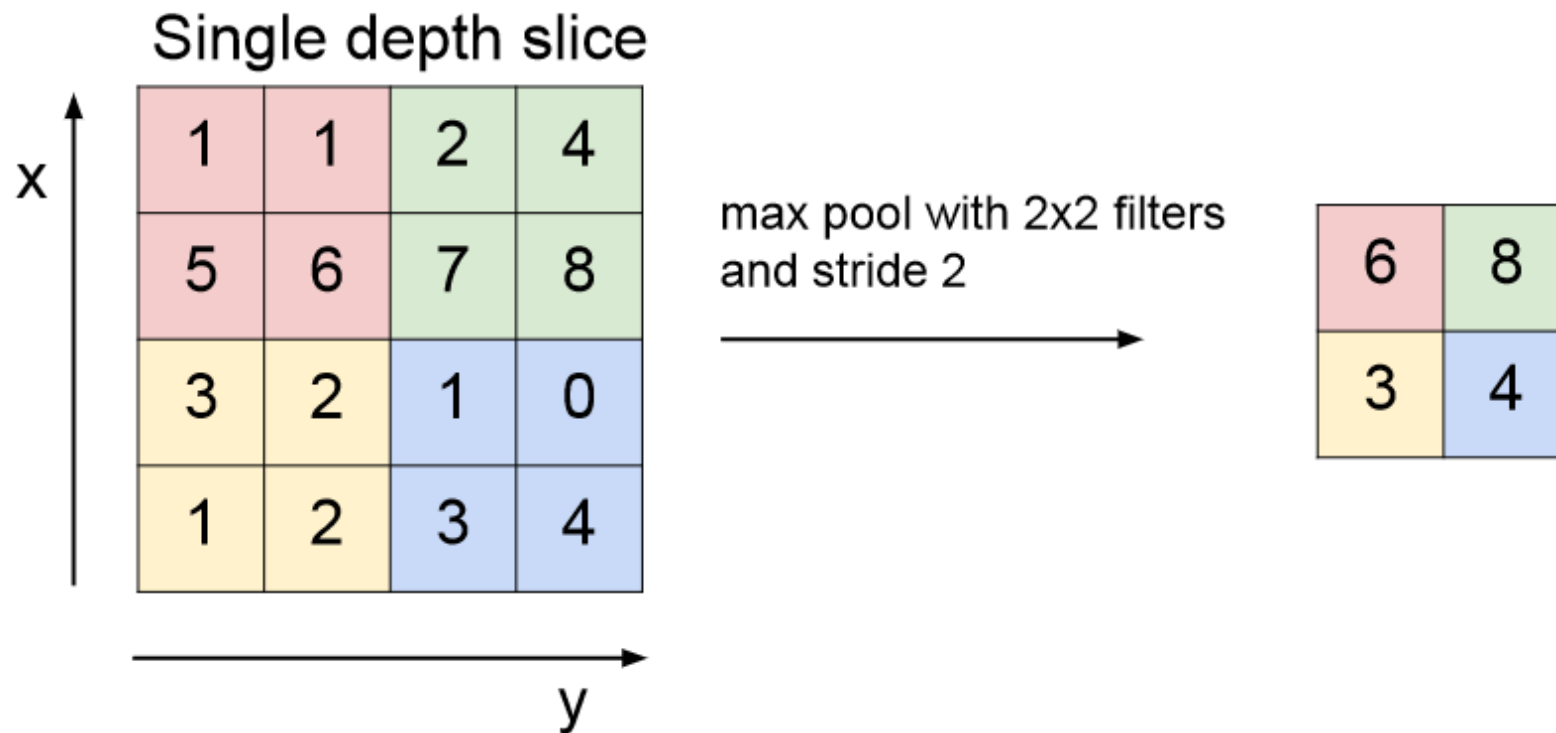 Single depth slice
x
1 1 2 4
5 6 7 8
3 2 1 0
1 2 3 4
y
max pool with 2x2 filters
and stride 2
6 8
3 4